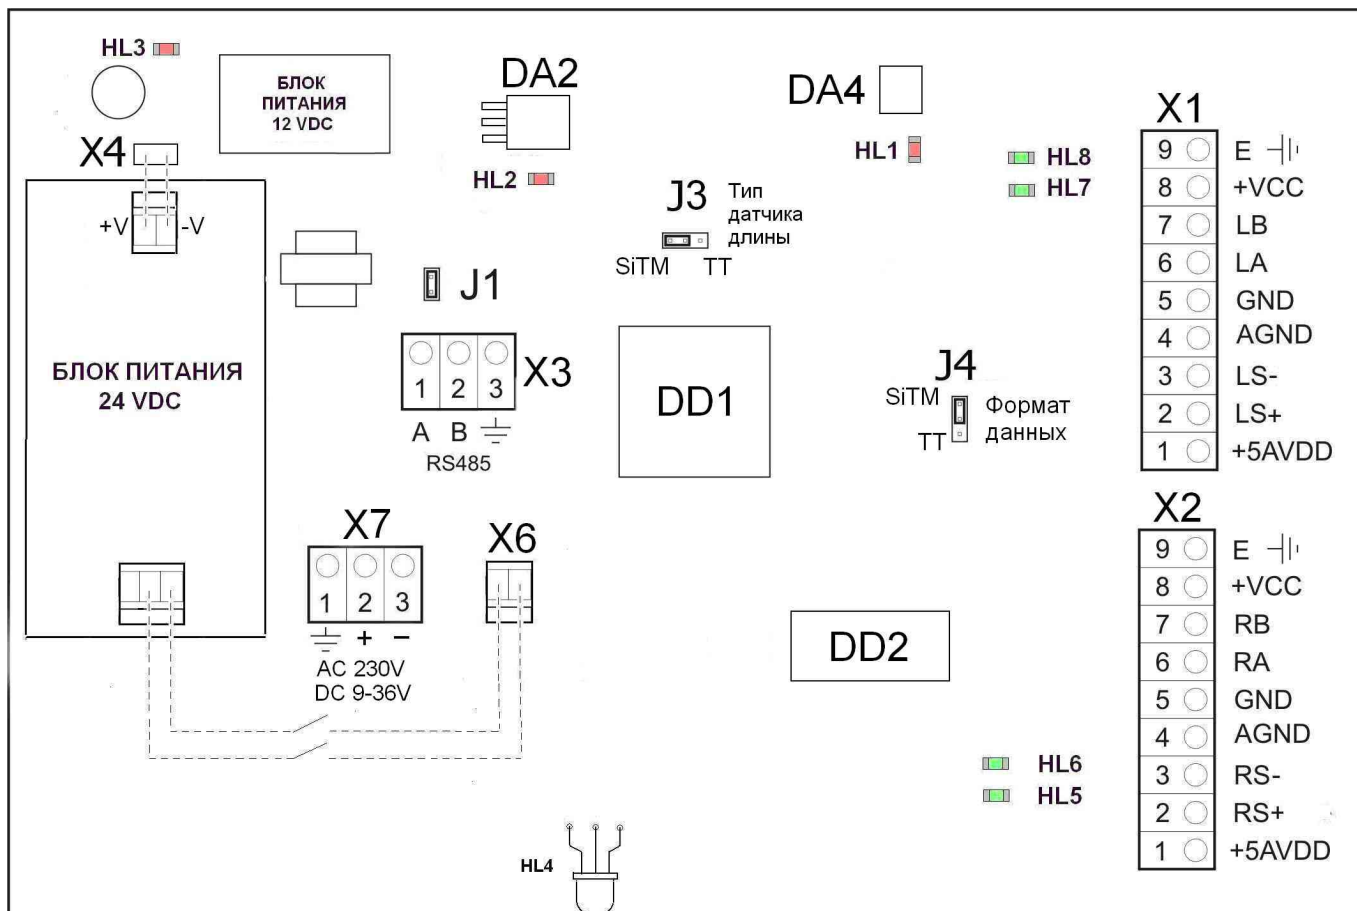 HL3
БЛОК
ПИТАНИЯ
12 VDC
DA2
DA4
X1
X4
HL2
HL1
HL8
HL7
J3 Тип
датчика
длины
SiTM TT
+V -V
J1
БЛОК ПИТАНИЯ
24 VDC
1 2 3 X3
A B
RS485
DD1
J4
SiTM
TT
Формат
данных
9 E
8 +VCC
7 LB
6 LA
5 GND
4 AGND
3 LS-
2 LS+
1 +5AVDD
X7
1 2 3
+ −
AC 230V
DC 9-36V
X6
DD2
X2
9 E
8 +VCC
7 RB
6 RA
5 GND
4 AGND
3 RS-
2 RS+
1 +5AVDD
HL6
HL5
HL4